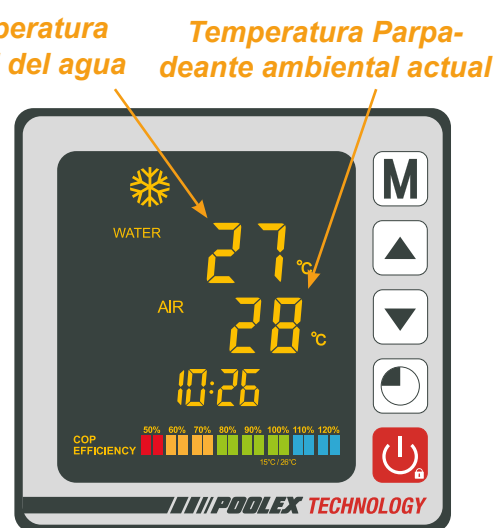 Temperatura Parpa-
del agua
deante ambiental actual
M
WATER
27 °C
AIR
28 °C
10:26
50% 60% 70% 80% 90% 100% 110% 120%
COP
EFFICIENCY
15°C / 26°C
POOLEX TECHNOLOGY